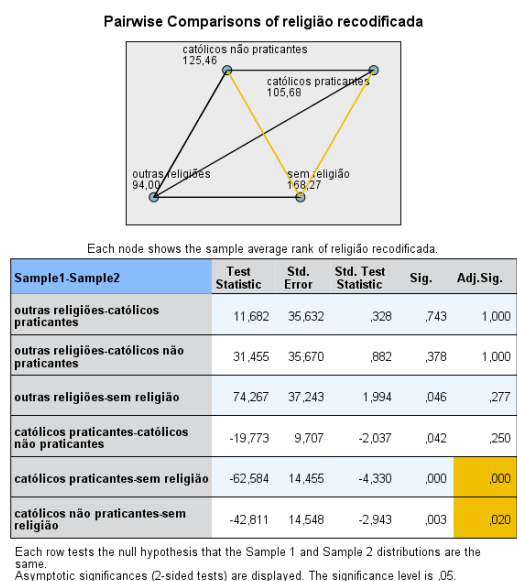 Pairwise Comparisons of religião recodificada
católicos não praticantes
125,46
católicos praticantes
105,68
outras religiões
94,00
sem religião
168,27
Each node shows the sample average rank of religião recodificada.
Sample1-Sample2 Test Statistic Std. Error Std. Test Statistic Sig. Adj.Sig.
outras religiões-católicos praticantes 11,682 35,632 ,328 ,743 1,000
outras religiões-católicos não praticantes 31,455 35,670 ,882 ,378 1,000
outras religiões-sem religião 74,267 37,243 1,994 ,046 ,277
católicos praticantes-católicos não praticantes -19,773 9,707 -2,037 ,042 ,250
católicos praticantes-sem religião -62,584 14,455 -4,330 ,000 ,000
católicos não praticantes-sem religião -42,811 14,548 -2,943 ,003 ,020
Each row tests the null hypothesis that the Sample 1 and Sample 2 distributions are the
same.
Asymptotic significances (2-sided tests) are displayed. The significance level is ,05.